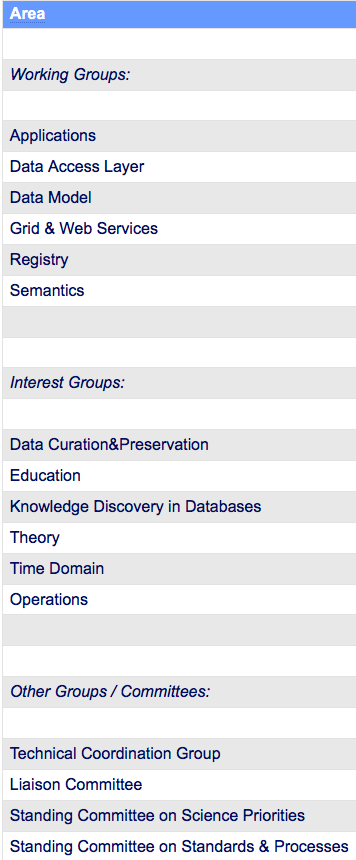 Area
Working Groups:
Applications
Data Access Layer
Data Model
Grid & Web Services
Registry
Semantics
Interest Groups:
Data Curation&Preservation
Education
Knowledge Discovery in Databases
Theory
Time Domain
Operations
Other Groups / Committees:
Technical Coordination Group
Liaison Committee
Standing Committee on Science Priorities
Standing Committee on Standards & Processes